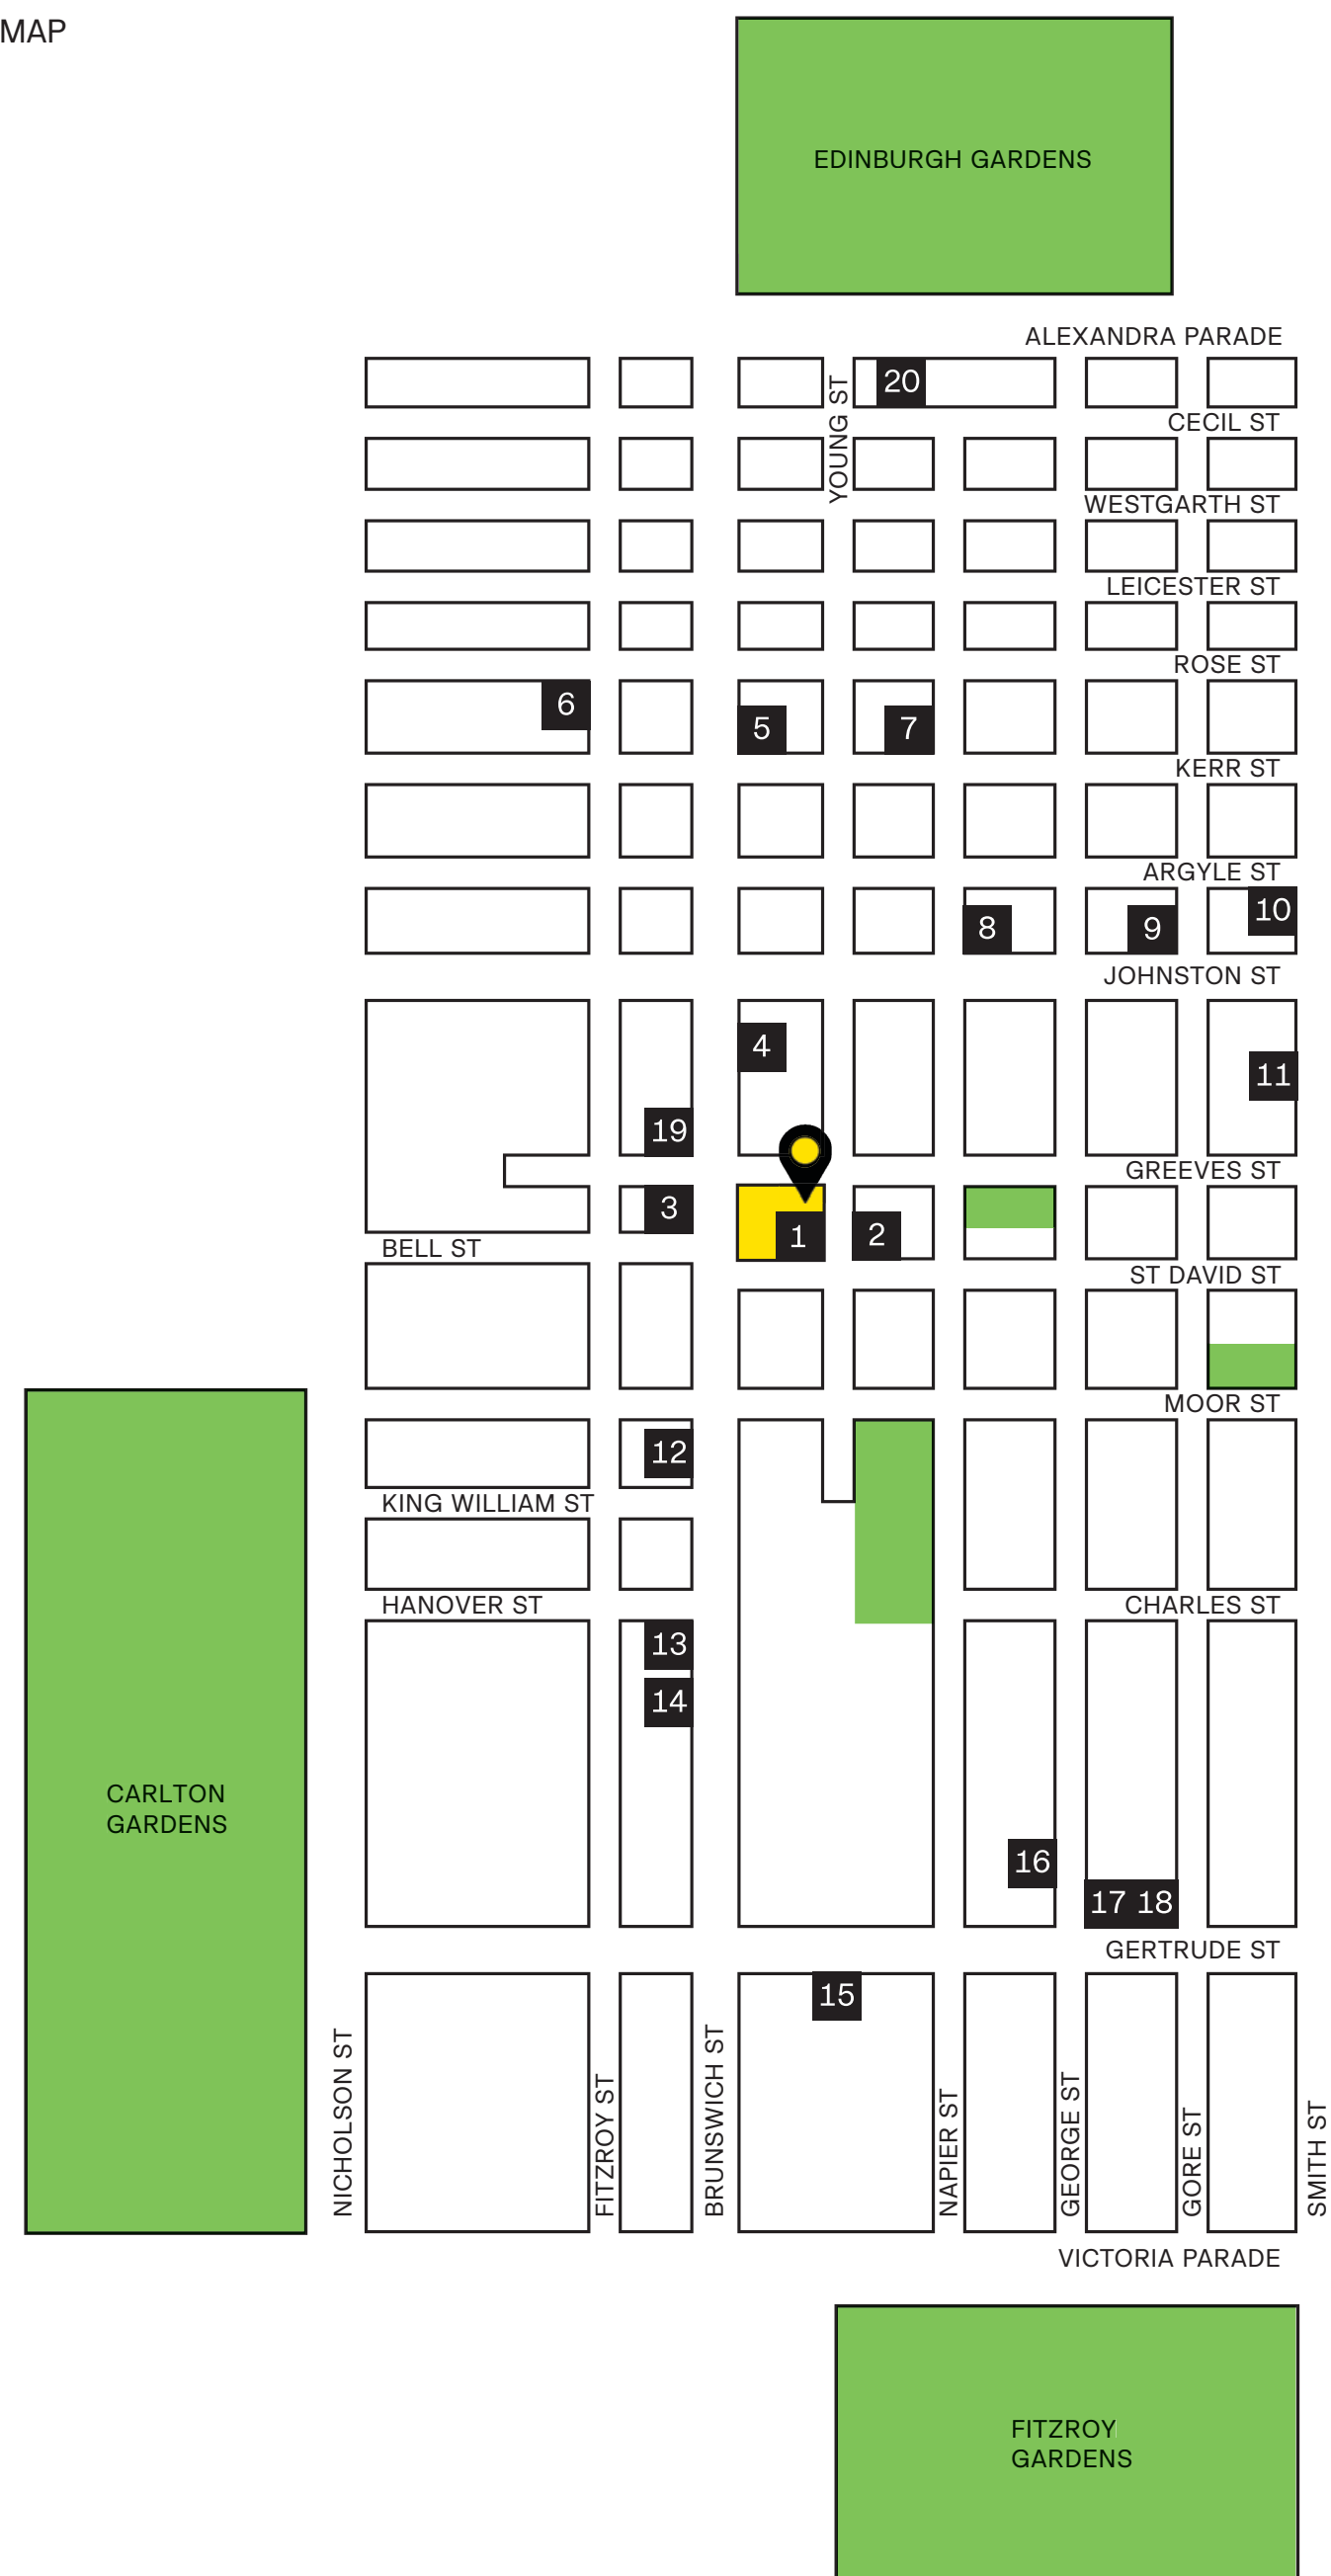 MAP
EDINBURGH GARDENS
ALEXANDRA PARADE
YOUNG ST
20
CECIL ST
WESTGARTH ST
LEICESTER ST
ROSE ST
6
5
7
KERR ST
ARGYLE ST
8
9
10
JOHNSTON ST
4
11
19
GREEVES ST
3
1
2
BELL ST
ST DAVID ST
MOOR ST
12
KING WILLIAM ST
HANOVER ST
CHARLES ST
13
14
CARLTON
GARDENS
16
17 18
GERTRUDE ST
15
NICHOLSON ST
FITZROY ST
BRUNSWICH ST
NAPIER ST
GEORGE ST
GORE ST
SMITH ST
VICTORIA PARADE
FITZROY
GARDENS